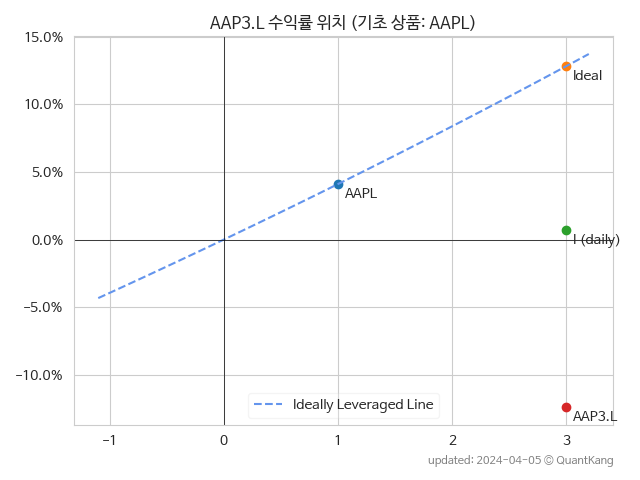 AAP3.L 수익률 위치 (기초 상품: AAPL)
15.0%
10.0%
5.0%
0.0%
−5.0%
−10.0%
Ideal
AAPL
I (daily)
AAP3.L
Ideally Leveraged Line
−1
0
1
2
3
updated: 2024-04-05 © QuantKang